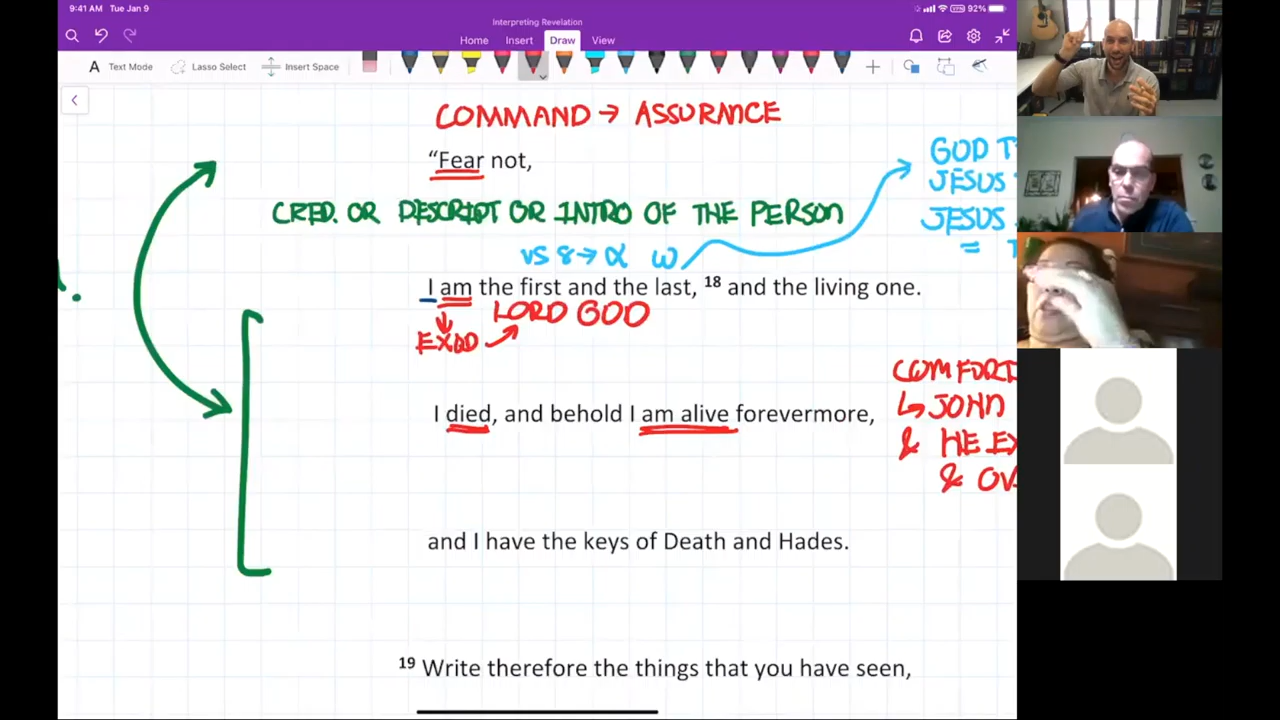 9:41 AM Tue Jan 9
VPN 92%
Interpreting Revelation
Home Insert Draw View
A Text Mode Lasso Select Insert Space
COMMAND → ASSURANCE
“Fear not,
GOD
JESUS
CRED. OR DESCRIPT OR INTRO OF THE PERSON
JESUS
vs 8 → α ω
=
I am the first and the last, 18 and the living one.
LORD GOD
EXOD
COMFORT
I died, and behold I am alive forevermore,
↳ JOHN
& HE
&
and I have the keys of Death and Hades.
19 Write therefore the things that you have seen,